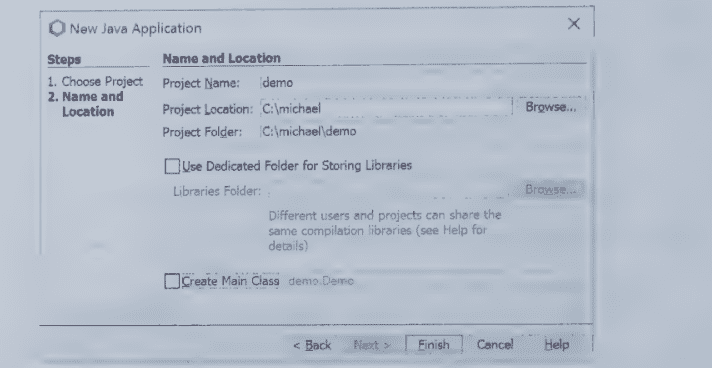 New Java Application
Steps
1. Choose Project
2. Name and
Location
Name and Location
Project Name: demo
Project Location: C:\michael Browse...
Project Folder: C:\michael\demo
Use Dedicated Folder for Storing Libraries
Libraries Folder: Browse...
Different users and projects can share the
same compilation libraries (see Help for
details)
Create Main Class demo.Demo
< Back Next > Finish Cancel Help